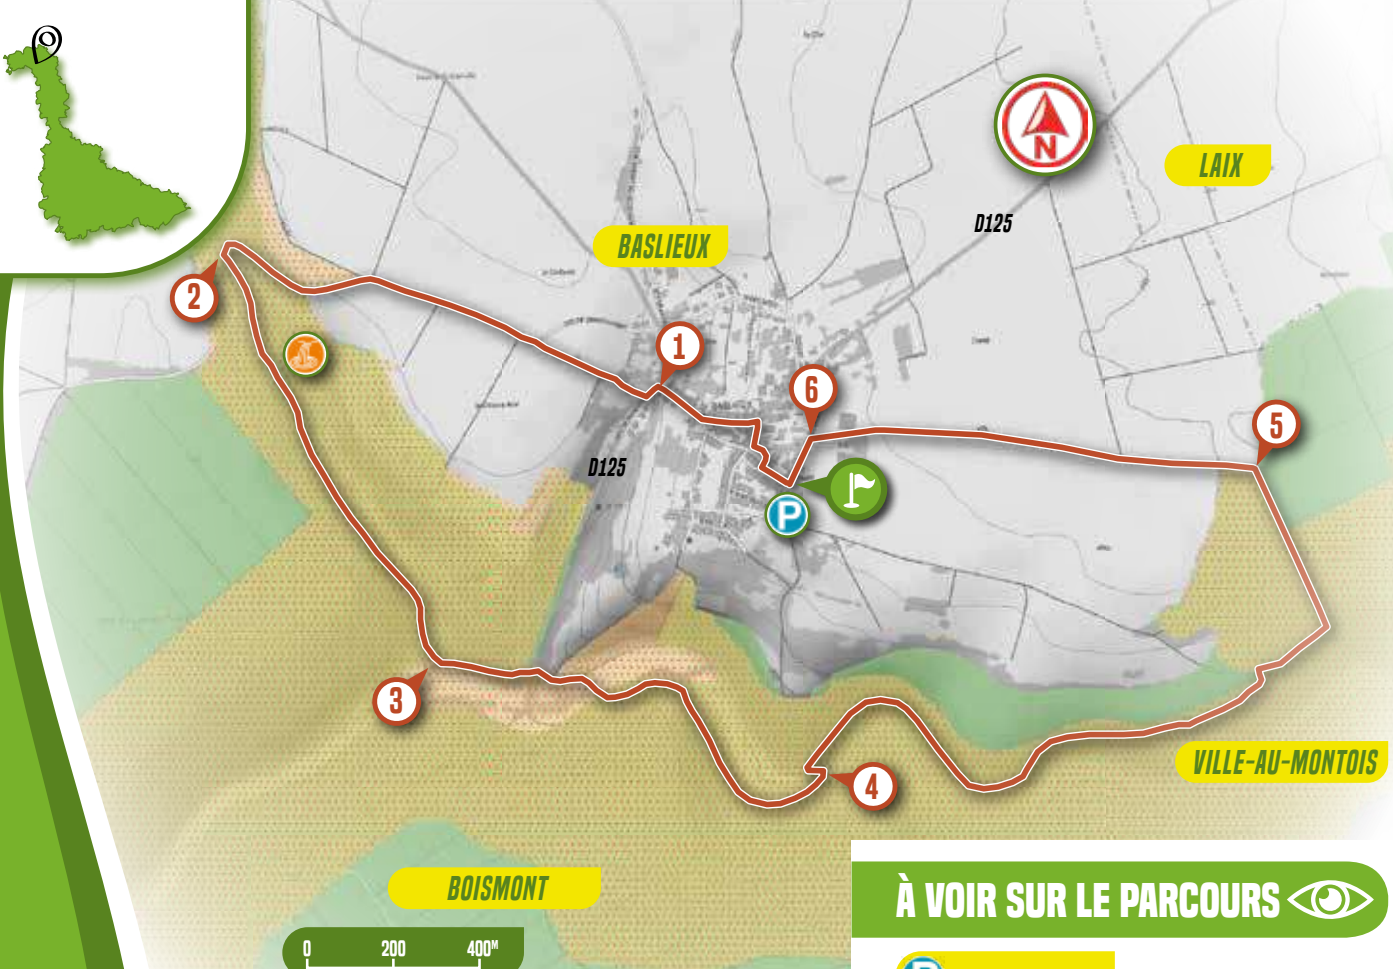 N
LAIX
D125
BASLIEUX
2
1
6
5
D125
P
3
4
VILLE-AU-MONTOIS
BOISMONT
À VOIR SUR LE PARCOURS
0 200 400M